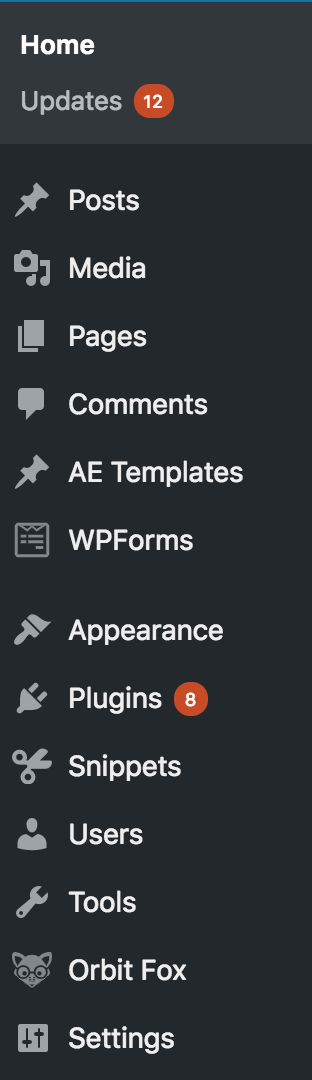 Home
Updates 12
Posts
Media
Pages
Comments
AE Templates
WPForms
Appearance
Plugins 8
Snippets
Users
Tools
Orbit Fox
Settings